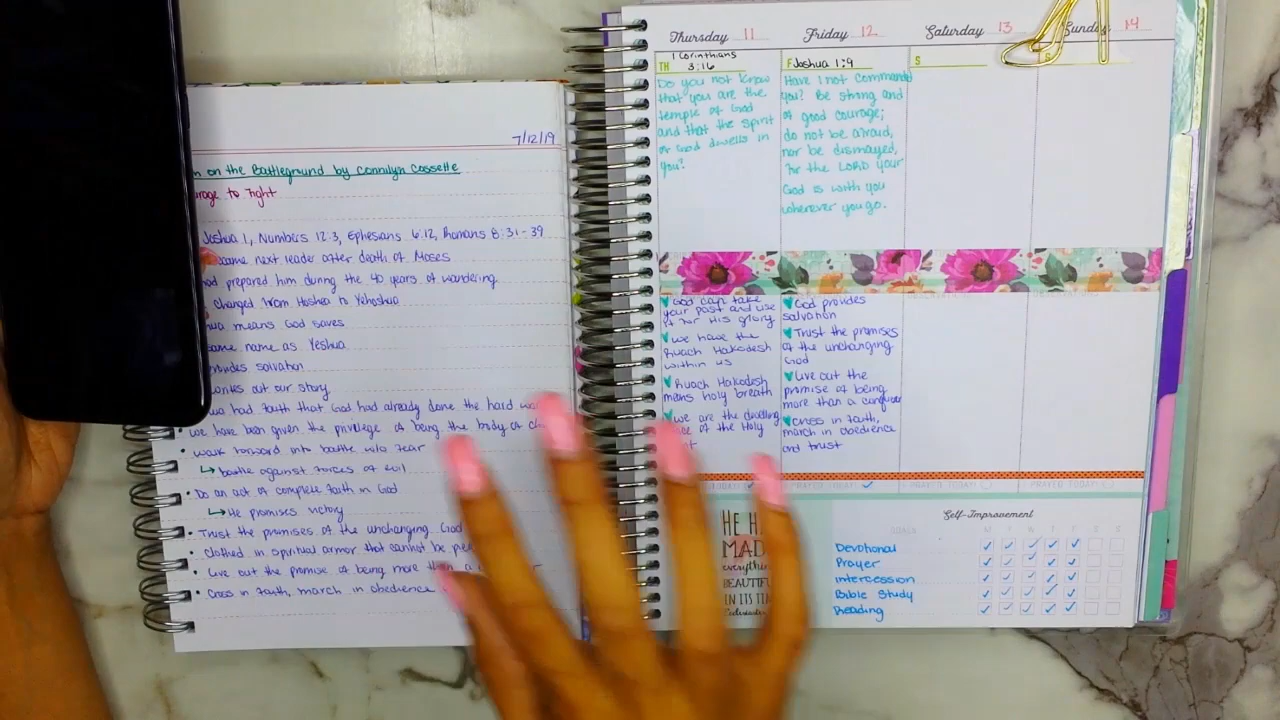 7/12/19
on the Battleground by Connilyn Cossette
to Fight
Joshua 1, Numbers 12:3, Ephesians 6:12, Romans 8:31-39
next leader after death of Moses
prepared him during the 40 years of wandering.
changed from Hoshea to Yehoshua
means God saves
name as Yeshua
salvation
works out our story
had faith that God had already done the hard
• we have been given the privilege of being the body of
• walk forward into battle w/o fear
↳ battle against forces of evil
• Do an act of complete faith in God
↳ He promises victory
• Trust the promises of the unchanging God
• clothed in spiritual armor that cannot be
• live out the promise of being more than a
• cross in faith, march in obedience
Thursday 11
Friday 12
Saturday 13
Sunday 14
TH
1 Corinthians
3:16
F Joshua 1:9
S
S
Do you not know
that you are the
temple of God
and that the Spirit
of God dwells in
you?
Have I not commanded
you? Be strong and
of good courage;
do not be afraid,
nor be dismayed,
for the LORD your
God is with you
wherever you go.
God can take
your past and use
it for His glory
we have the
Ruach HaKodesh
within us
Ruach HaKodesh
means holy breath
we are the dwelling
of the Holy
God provides
salvation
Trust the promises
of the unchanging
God
Live out the
promise of being
more than a
cross in faith,
march in obedience
and trust
HE
MADE
everything
BEAUTIFUL
IN ITS
Self-Improvement
M T W T F S S
Devotional
Prayer
Intercession
Bible Study
Reading